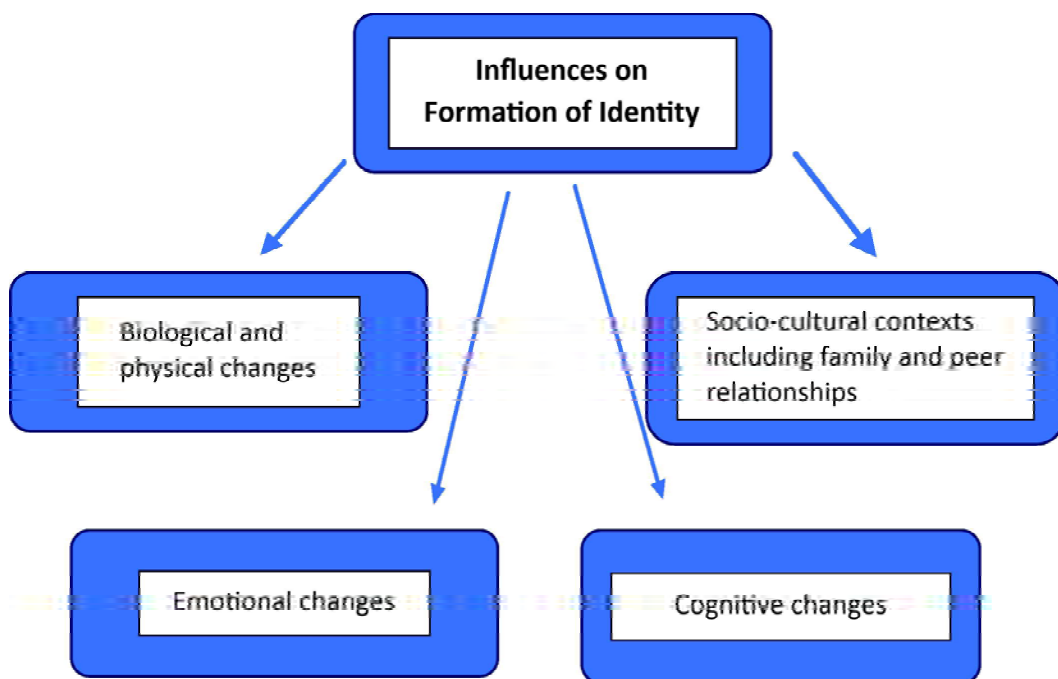 Influences on
Formation of Identity
Biological and
physical changes
Socio-cultural contexts
including family and peer
relationships
Emotional changes
Cognitive changes